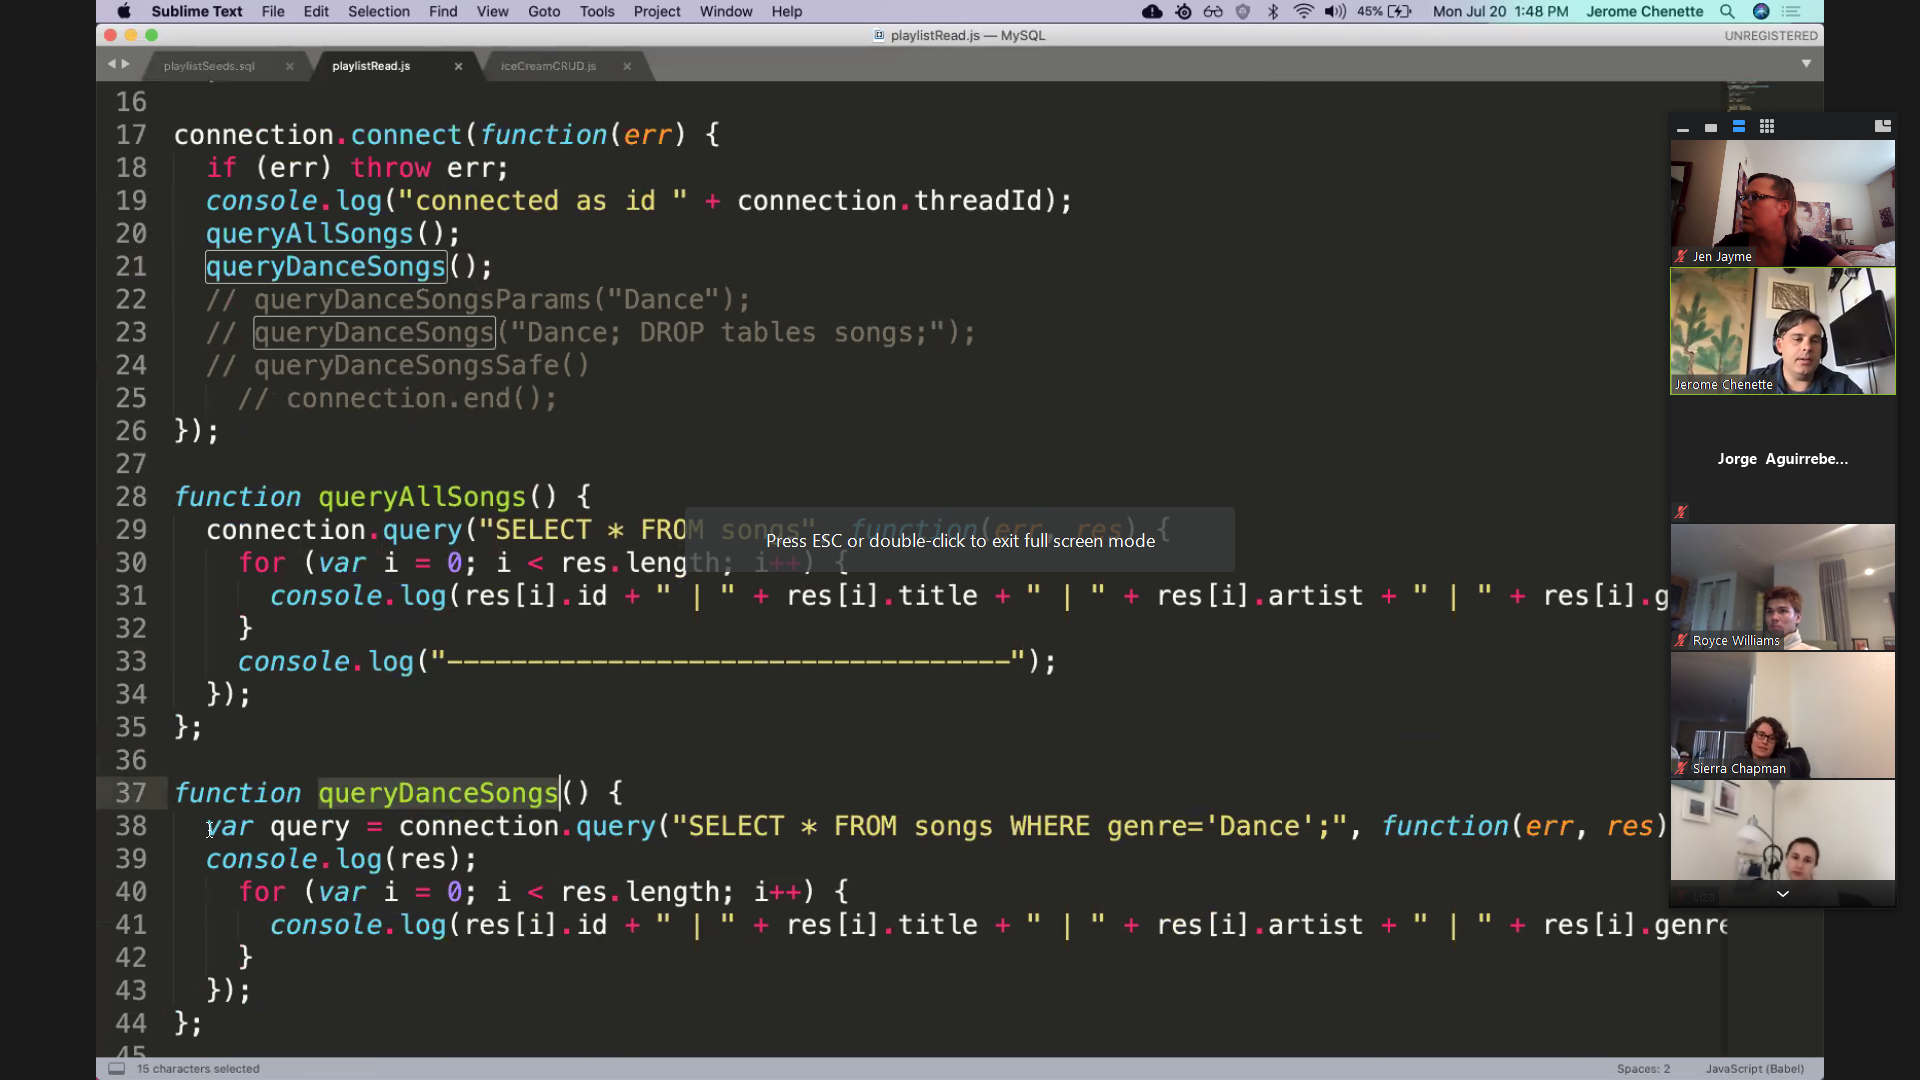 Sublime Text File Edit Selection Find View Goto Tools Project Window Help 45% Mon Jul 20 1:48 PM Jerome Chenette
playlistRead.js — MySQL UNREGISTERED
playlistSeeds.sql playlistRead.js iceCreamCRUD.js
16
17 connection.connect(function(err) {
18 if (err) throw err;
19 console.log("connected as id " + connection.threadId);
20 queryAllSongs();
21 queryDanceSongs();
22 // queryDanceSongsParams("Dance");
23 // queryDanceSongs("Dance; DROP tables songs;");
24 // queryDanceSongsSafe()
25 // connection.end();
26 });
27
28 function queryAllSongs() {
29 connection.query("SELECT * FROM songs", function(err, res) {
Press ESC or double-click to exit full screen mode
30 for (var i = 0; i < res.length; i++) {
31 console.log(res[i].id + " | " + res[i].title + " | " + res[i].artist + " | " + res[i].g
32 }
33 console.log("-----------------------------------");
34 });
35 };
36
37 function queryDanceSongs() {
38 var query = connection.query("SELECT * FROM songs WHERE genre='Dance';", function(err, res)
39 console.log(res);
40 for (var i = 0; i < res.length; i++) {
41 console.log(res[i].id + " | " + res[i].title + " | " + res[i].artist + " | " + res[i].genre
42 }
43 });
44 };
45
15 characters selected Spaces: 2 JavaScript (Babel)
Jen Jayme
Jerome Chenette
Jorge Aguirrebe...
Royce Williams
Sierra Chapman
Liza